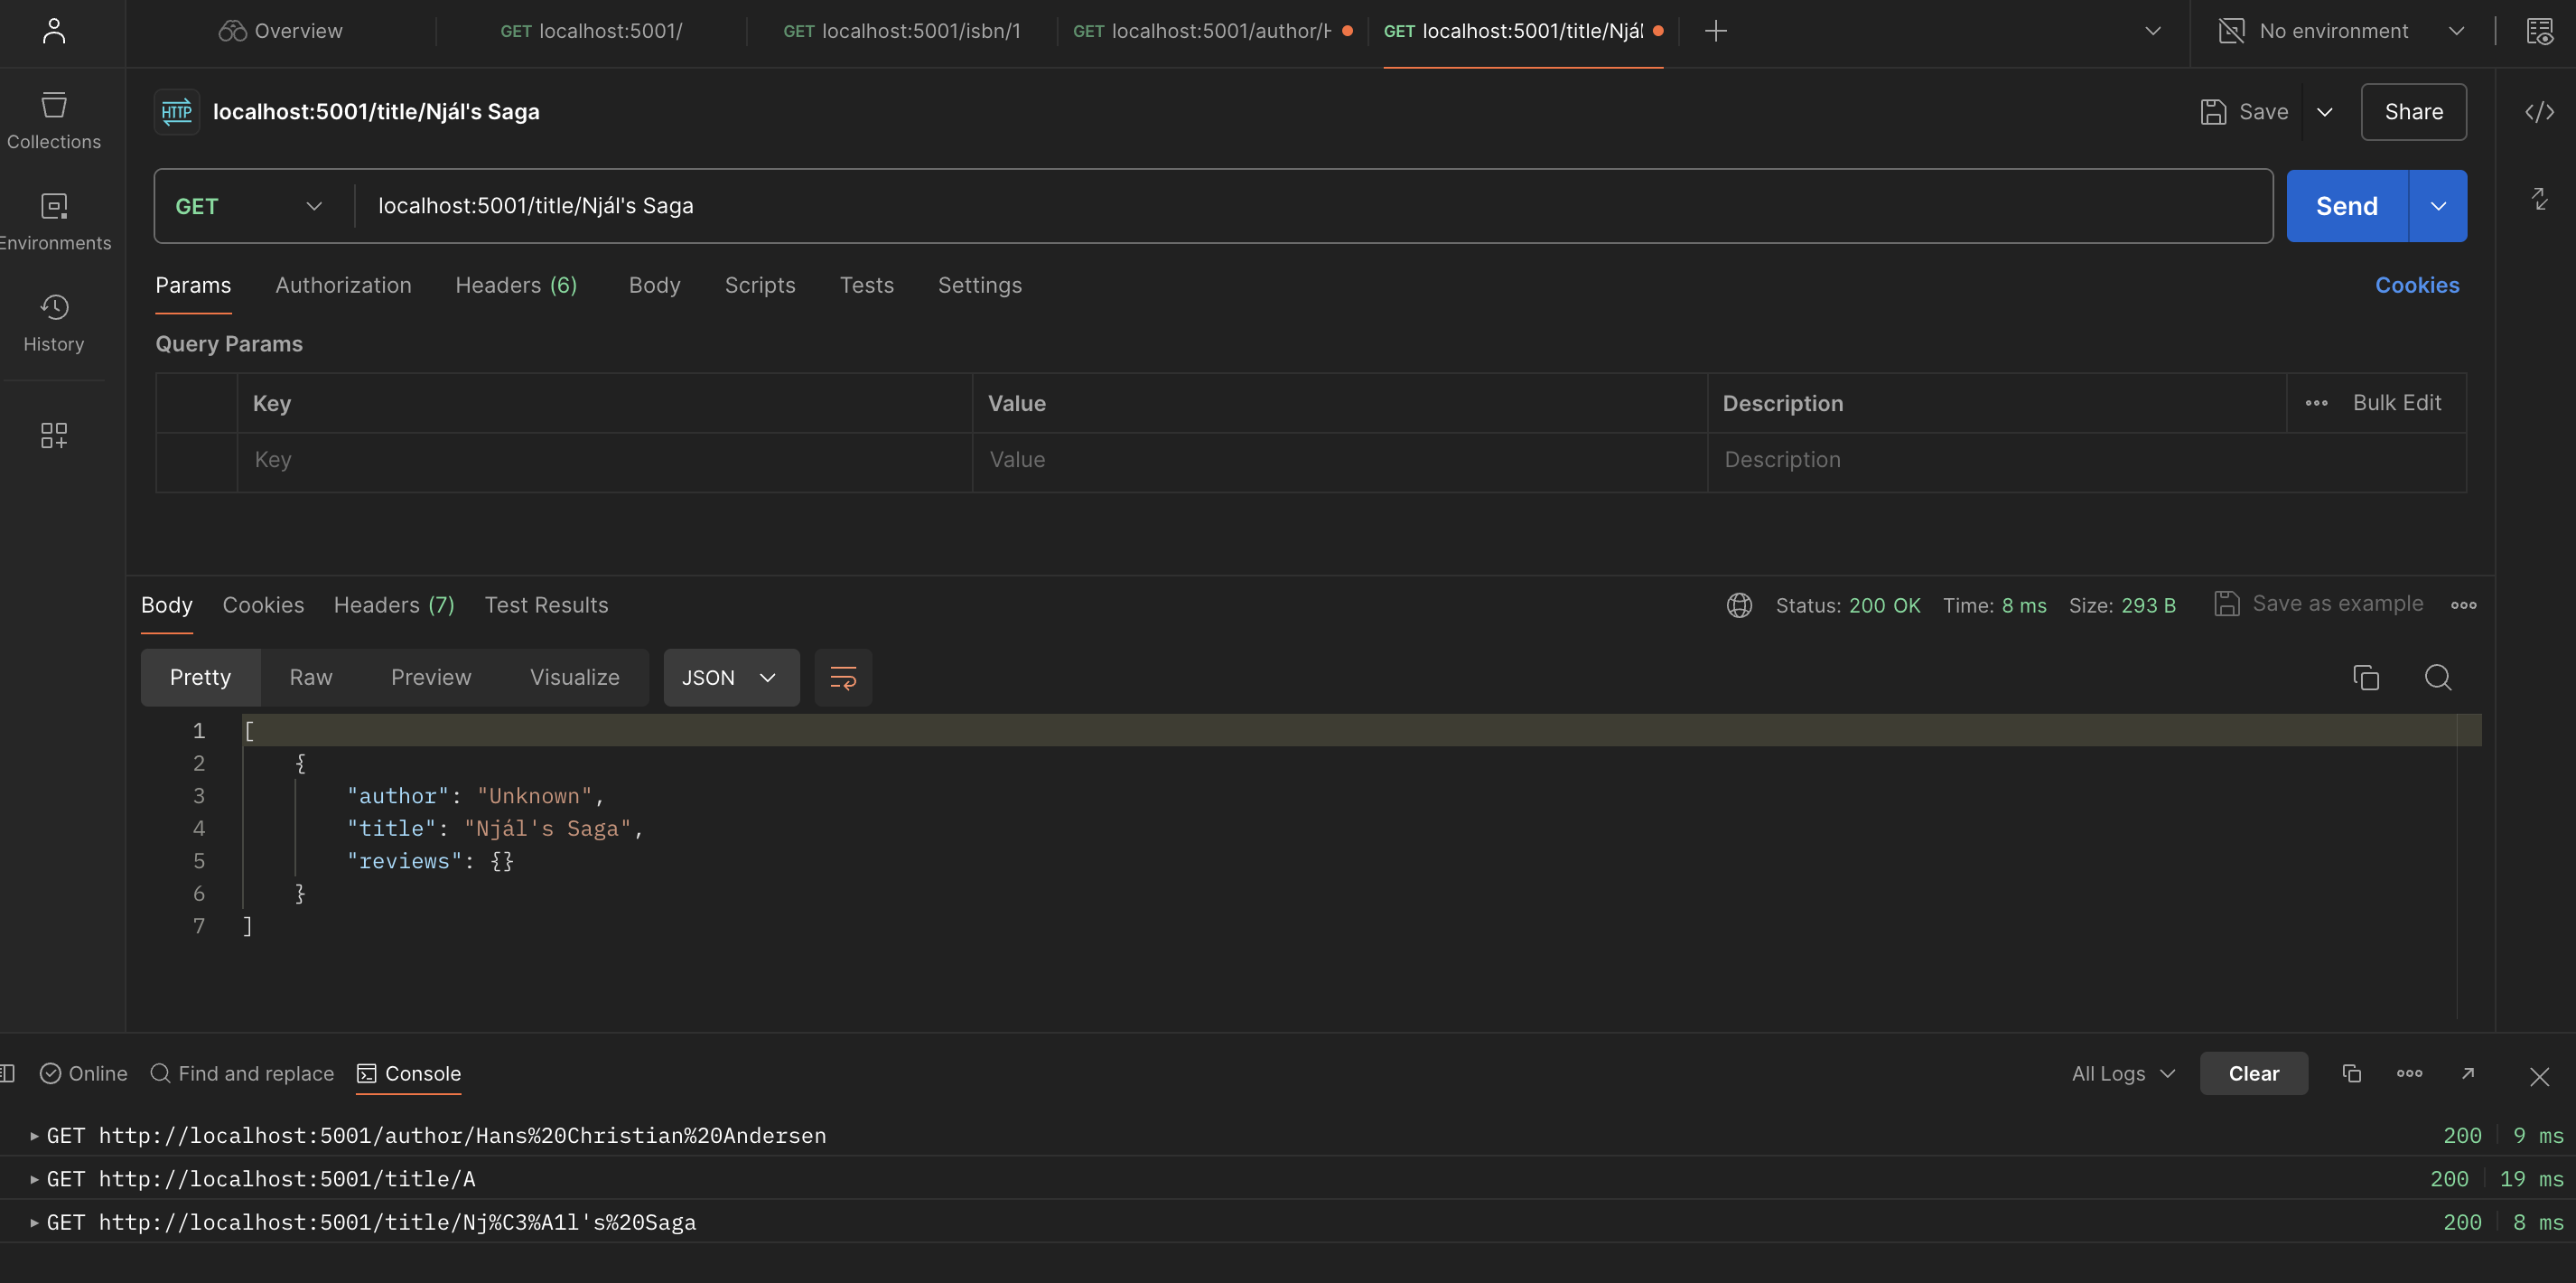 Overview
GET localhost:5001/
GET localhost:5001/isbn/1
GET localhost:5001/author/H
GET localhost:5001/title/Njál
No environment
Collections
Environments
History
HTTP
localhost:5001/title/Njál's Saga
Save
Share
GET
localhost:5001/title/Njál's Saga
Send
Params
Authorization
Headers (6)
Body
Scripts
Tests
Settings
Cookies
Query Params
Key
Value
Description
Bulk Edit
Key
Value
Description
Body
Cookies
Headers (7)
Test Results
Status: 200 OK
Time: 8 ms
Size: 293 B
Save as example
Pretty
Raw
Preview
Visualize
JSON
1 [
2 {
3 "author": "Unknown",
4 "title": "Njál's Saga",
5 "reviews": {}
6 }
7 ]
Online
Find and replace
Console
All Logs
Clear
GET http://localhost:5001/author/Hans%20Christian%20Andersen 200 9 ms
GET http://localhost:5001/title/A 200 19 ms
GET http://localhost:5001/title/Nj%C3%A1l's%20Saga 200 8 ms